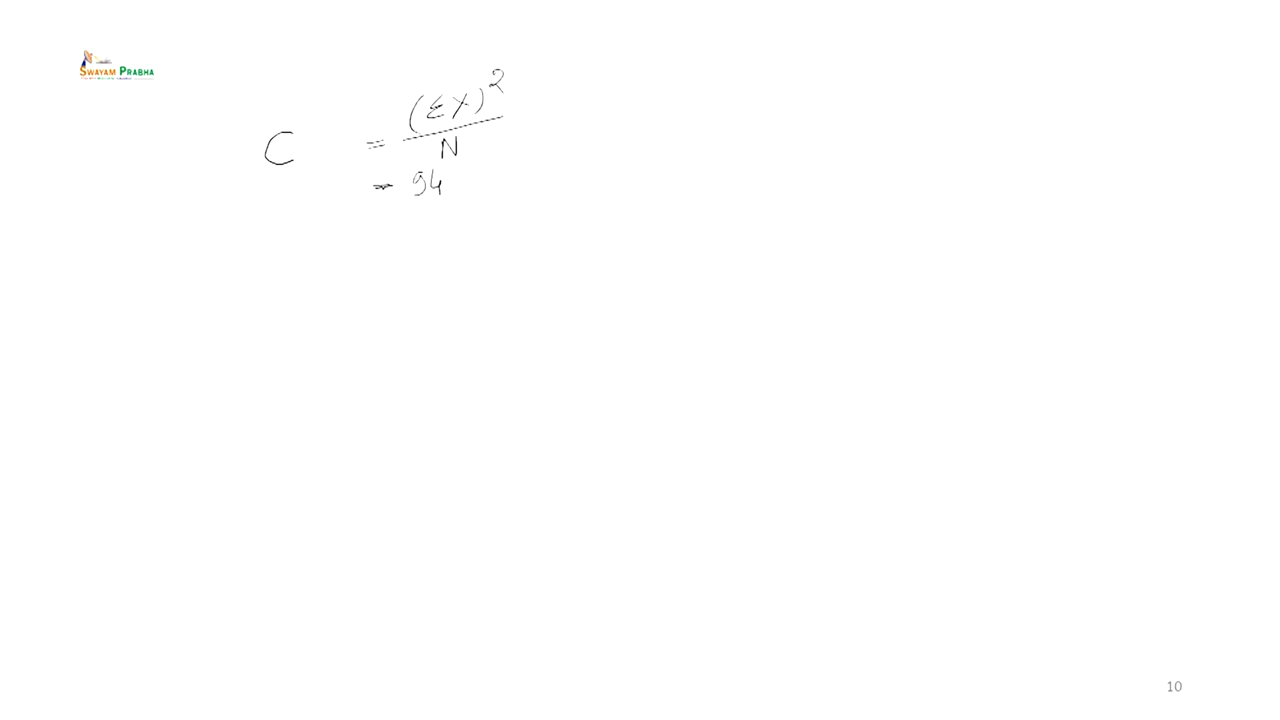 SWAYAM PRABHA
C = (ΣX)²
N
= 94
10